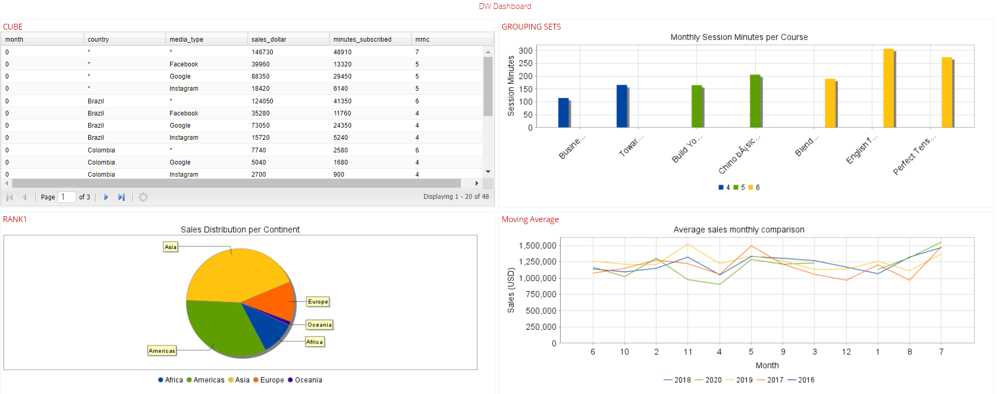 DW Dashboard
CUBE
month country media_type sales_dollar minutes_subscribed mmc
0 * * 146730 48910 7
0 * Facebook 39960 13320 5
0 * Google 88350 29450 5
0 * Instagram 18420 6140 5
0 Brazil * 124050 41350 6
0 Brazil Facebook 35280 11760 4
0 Brazil Google 73050 24350 4
0 Brazil Instagram 15720 5240 4
0 Colombia * 7740 2580 6
0 Colombia Google 5040 1680 4
0 Colombia Instagram 2700 900 4
Page 1 of 3 Displaying 1 - 20 of 48
GROUPING SETS
Monthly Session Minutes per Course
Session Minutes
300
250
200
150
100
50
0
Busine...
Towar...
Build Yo...
Chino bÃ¡sic...
Blend...
English f...
Perfect Tens...
4 5 6
RANK1
Sales Distribution per Continent
Asia
Europe
Oceania
Africa
Americas
Africa Americas Asia Europe Oceania
Moving Average
Average sales monthly comparison
Sales (USD)
1,500,000
1,250,000
1,000,000
750,000
500,000
250,000
0
6 10 2 11 4 5 9 3 12 1 8 7
Month
2018 2020 2019 2017 2016